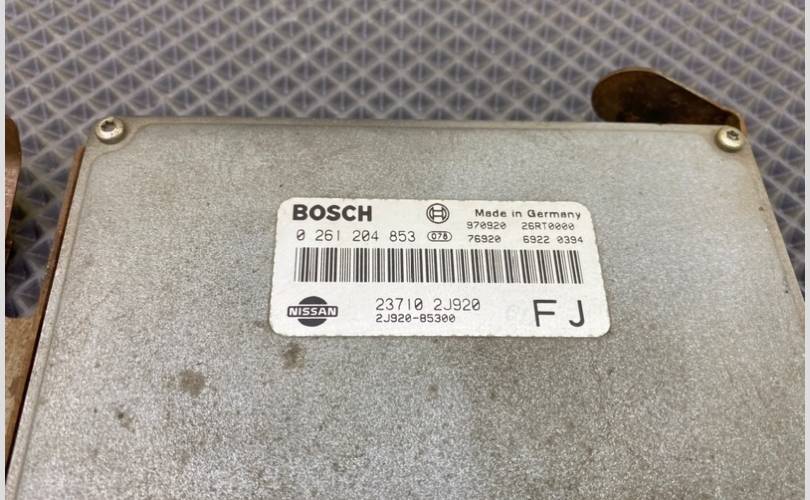 BOSCH Made in Germany
970920 26RT0000
0 261 204 853 078 76920 6922 0394
NISSAN 23710 2J920 FJ
2J920-85300